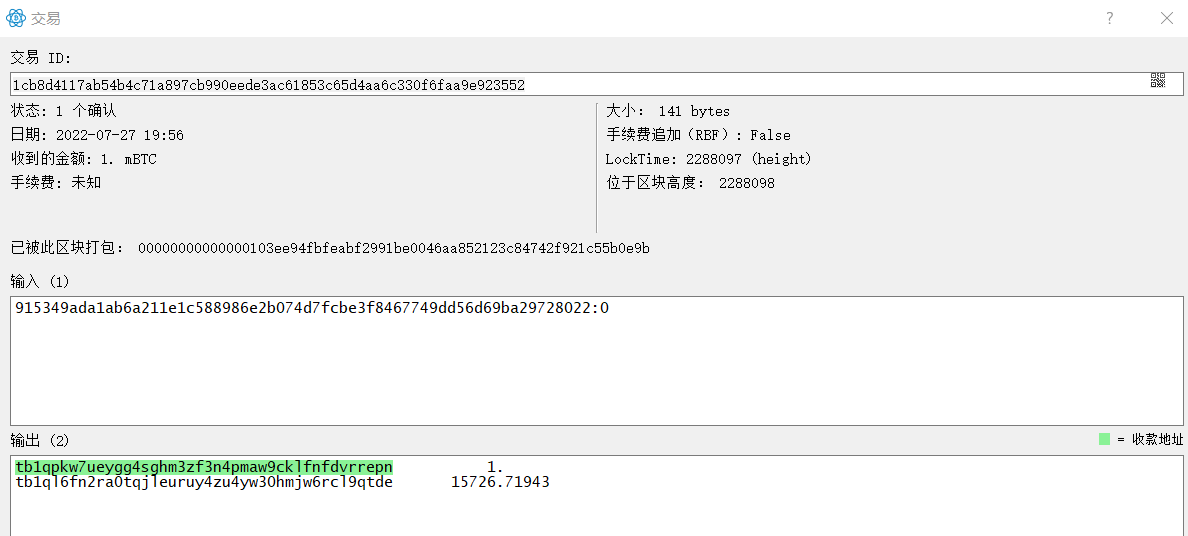 交易
交易 ID:
1cb8d4117ab54b4c71a897cb990eede3ac61853c65d4aa6c330f6faa9e923552
状态: 1 个确认
日期: 2022-07-27 19:56
收到的金额: 1. mBTC
手续费: 未知
大小: 141 bytes
手续费追加（RBF）: False
LockTime: 2288097 (height)
位于区块高度: 2288098
已被此区块打包: 00000000000000103ee94fbfeabf2991be0046aa852123c84742f921c55b0e9b
输入 (1)
915349ada1ab6a211e1c588986e2b074d7fcbe3f8467749dd56d69ba29728022:0
输出 (2)
= 收款地址
tb1qpkw7ueygg4sghm3zf3n4pmaw9cklfnfdvrrepn 1.
tb1ql6fn2ra0tqjleuruy4zu4yw30hmjw6rcl9qtde 15726.71943